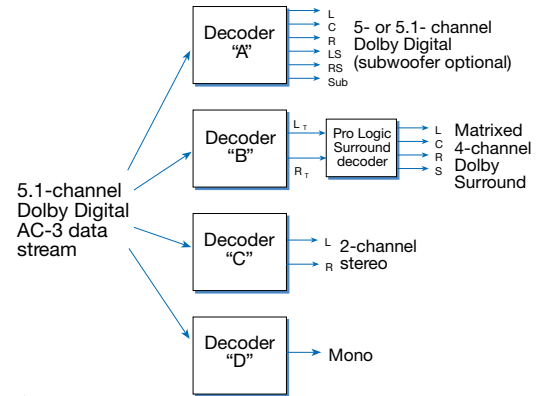 5.1-channel
Dolby Digital
AC-3 data
stream
Decoder
“A”
L
C
R
LS
RS
Sub
5- or 5.1- channel
Dolby Digital
(subwoofer optional)
Decoder
“B”
L T
R T
Pro Logic
Surround
decoder
L
C
R
S
Matrixed
4-channel
Dolby
Surround
Decoder
“C”
L
R
2-channel
stereo
Decoder
“D”
Mono